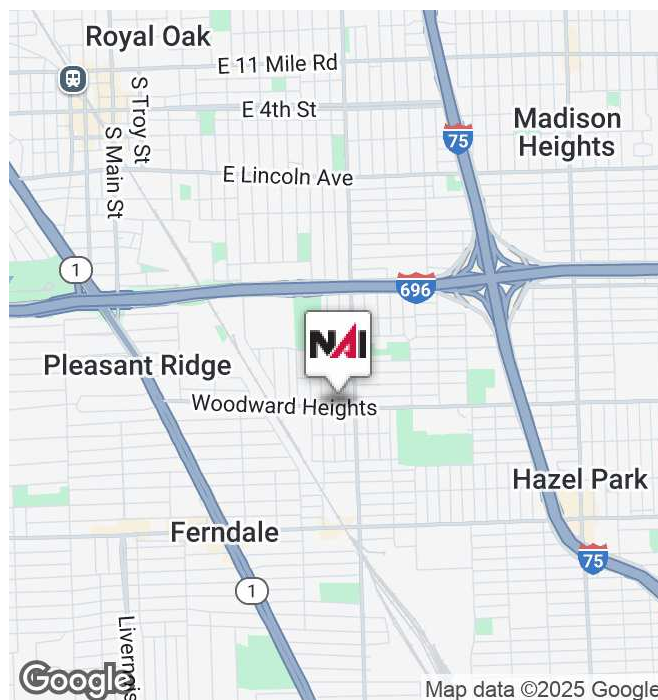 Royal Oak
E 11 Mile Rd
S Troy St
E 4th St
S Main St
75
Madison
Heights
E Lincoln Ave
1
696
NAI
Pleasant Ridge
Woodward Heights
Hazel Park
Ferndale
75
1
Google
Map data ©2025 Google